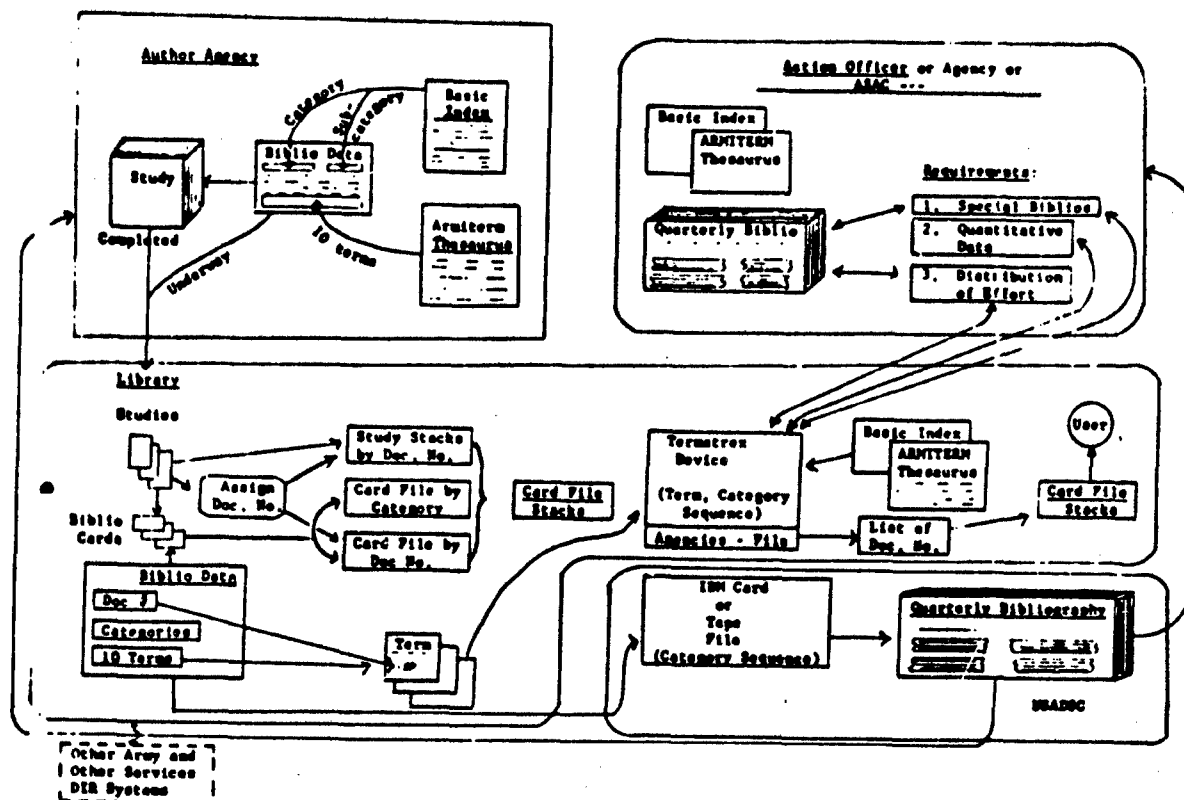 Author Agency
Category
Sub-
category
Basic
Index
Biblio Data
Study
Completed
Underway
10 terms
Armiterm
Thesaurus
Action Officer or Agency or
ASAC ---
Basic Index
ARMITERM
Thesaurus
Requirements:
Quarterly Biblio
1. Special Biblios
2. Quantitative
Data
3. Distribution
of Effort
Library
Studies
Assign
Doc. No.
Study Stacks
by Doc. No.
Card File by
Category
Card File by
Doc No.
Biblio
Cards
Card File
Stacks
Termatrex
Device
(Term, Category
Sequence)
Agencies - File
Basic Index
ARMITERM
Thesaurus
List of
Doc. No.
User
Card File
Stacks
Biblio Data
Doc
Categories
10 Terms
Term
IBM Card
or
Tape
File
(Category Sequence)
Quarterly Bibliography
Other Army and
Other Services
DIR Systems